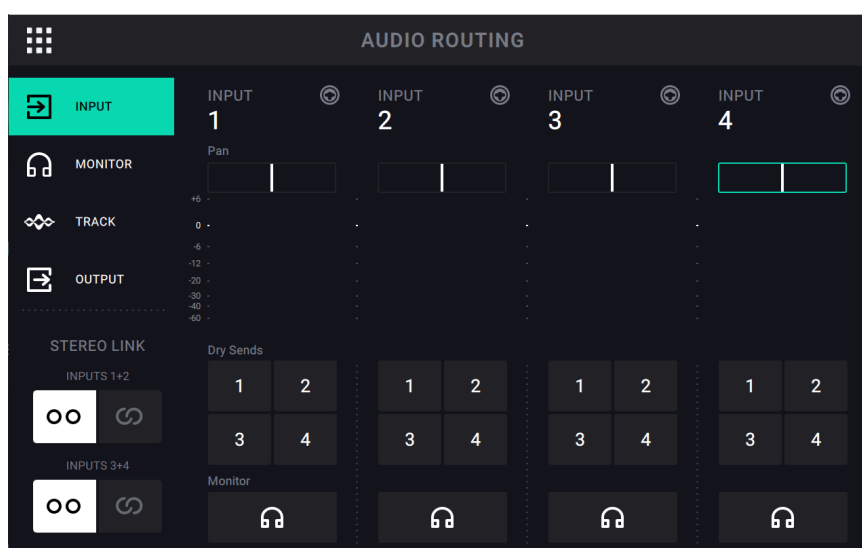 AUDIO ROUTING
INPUT
MONITOR
TRACK
OUTPUT
STEREO LINK
INPUTS 1+2
INPUTS 3+4
INPUT INPUT INPUT INPUT
1 2 3 4
Pan
+6
0
-6
-12
-20
-30
-40
-60
Dry Sends
1 2 1 2 1 2 1 2
3 4 3 4 3 4 3 4
Monitor